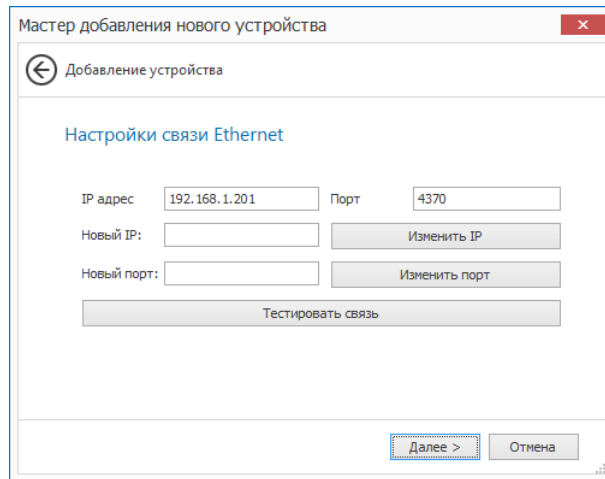 Мастер добавления нового устройства
Добавление устройства
Настройки связи Ethernet
IP адрес 192.168.1.201 Порт 4370
Новый IP: Изменить IP
Новый порт: Изменить порт
Тестировать связь
Далее > Отмена